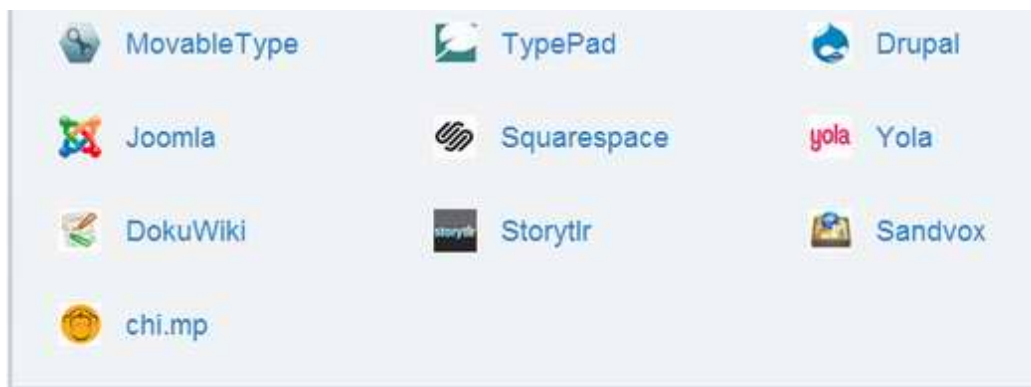 MovableType TypePad Drupal
Joomla Squarespace yola Yola
DokuWiki storytlr Storytlr Sandvox
chi.mp